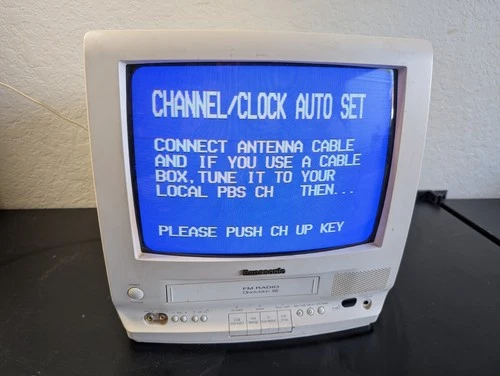 CHANNEL/CLOCK AUTO SET
CONNECT ANTENNA CABLE
AND IF YOU USE A CABLE
BOX,TUNE IT TO YOUR
LOCAL PBS CH THEN...
PLEASE PUSH CH UP KEY
Panasonic
FM RADIO